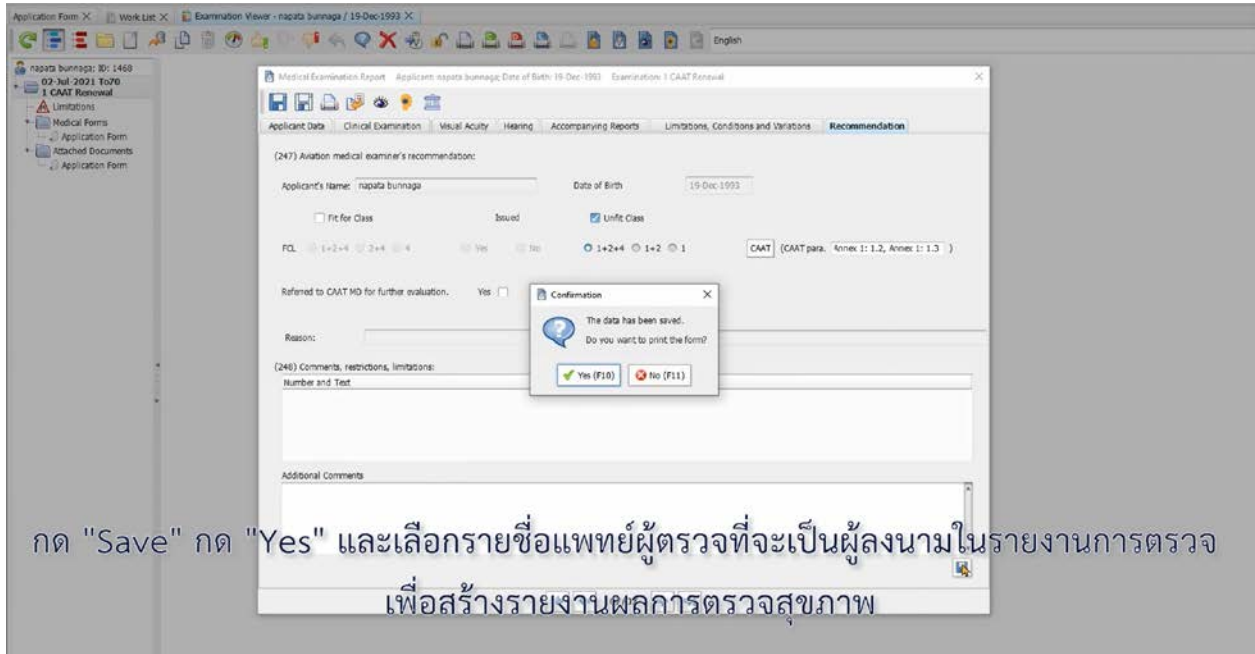 Application Form
Work List
Examination Viewer - napata bunnaga / 19-Dec-1993
English
napata bunnaga; ID: 1468
02-Jul-2021 To70
1 CAAT Renewal
Limitations
Medical Forms
Application Form
Attached Documents
Application Form
Medical Examination Report Applicant: napata bunnaga; Date of Birth: 19-Dec-1993 Examination: 1 CAAT Renewal
Applicant Data Clinical Examination Visual Acuity Hearing Accompanying Reports Limitations, Conditions and Variations Recommendation
(247) Aviation medical examiner's recommendation:
Applicant's Name: napata bunnaga Date of Birth 19-Dec-1993
Fit for Class Issued Unfit Class
FCL 1+2+4 2+4 4 Yes No 1+2+4 1+2 1 CAAT (CAAT para. Annex 1: 1.2, Annex 1: 1.3 )
Referred to CAAT MD for further evaluation. Yes
Confirmation
The data has been saved.
Do you want to print the form?
Yes (F10) No (F11)
Reason:
(248) Comments, restrictions, limitations:
Number and Text
Additional Comments
กด "Save" กด "Yes" และเลือกรายชื่อแพทย์ผู้ตรวจที่จะเป็นผู้ลงนามในรายงานการตรวจ
เพื่อสร้างรายงานผลการตรวจสุขภาพ